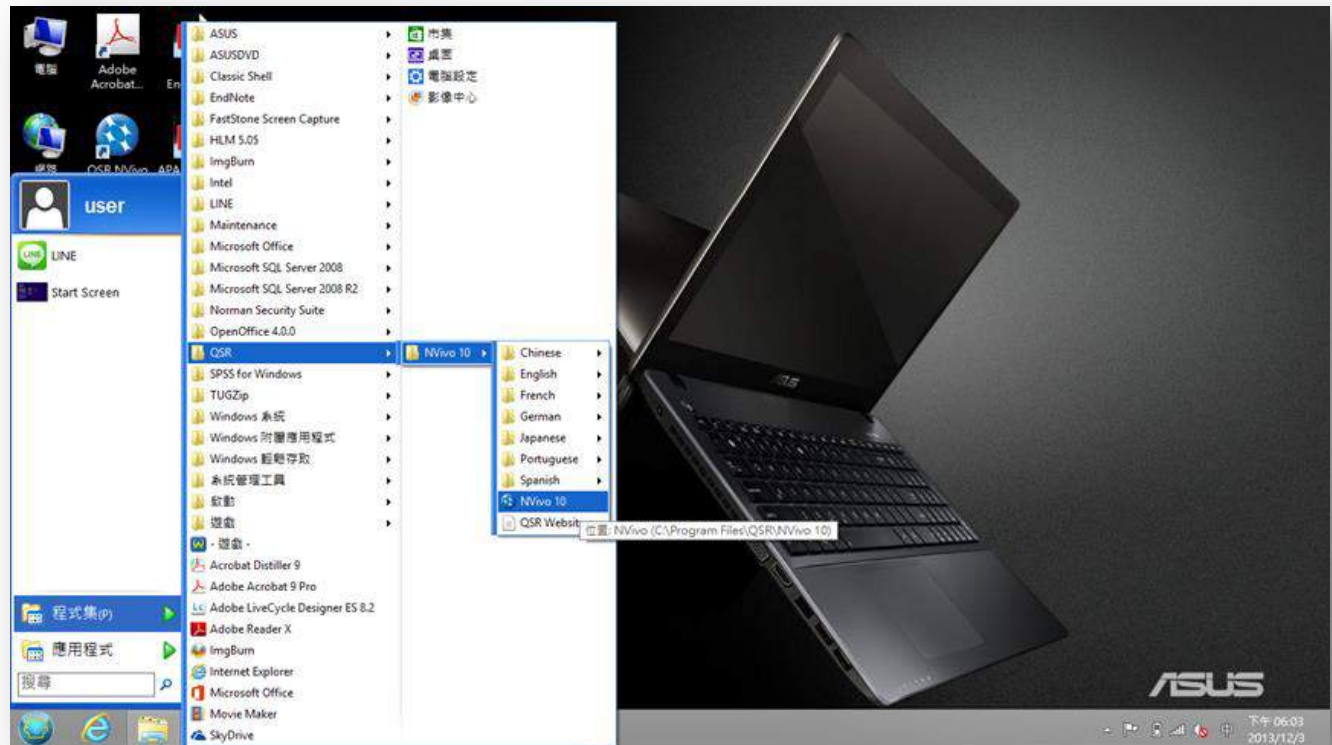 電腦
Adobe
Acrobat...
En
網路
QSR NVivo
APA
user
LINE
LINE
Start Screen
程式集(P)
應用程式
搜尋
ASUS
ASUSDVD
Classic Shell
EndNote
FastStone Screen Capture
HLM 5.05
ImgBurn
Intel
LINE
Maintenance
Microsoft Office
Microsoft SQL Server 2008
Microsoft SQL Server 2008 R2
Norman Security Suite
OpenOffice 4.0.0
QSR
SPSS for Windows
TUGZip
Windows 系統
Windows 附屬應用程式
Windows 輕鬆存取
系統管理工具
啟動
遊戲
- 遊戲 -
Acrobat Distiller 9
Adobe Acrobat 9 Pro
Adobe LiveCycle Designer ES 8.2
Adobe Reader X
ImgBurn
Internet Explorer
Microsoft Office
Movie Maker
SkyDrive
市集
桌面
電腦設定
影像中心
NVivo 10
Chinese
English
French
German
Japanese
Portuguese
Spanish
NVivo 10
QSR Websit
位置: NVivo (C:\Program Files\QSR\NVivo 10)
ASUS
ASUS
中
下午 06:03
2013/12/3